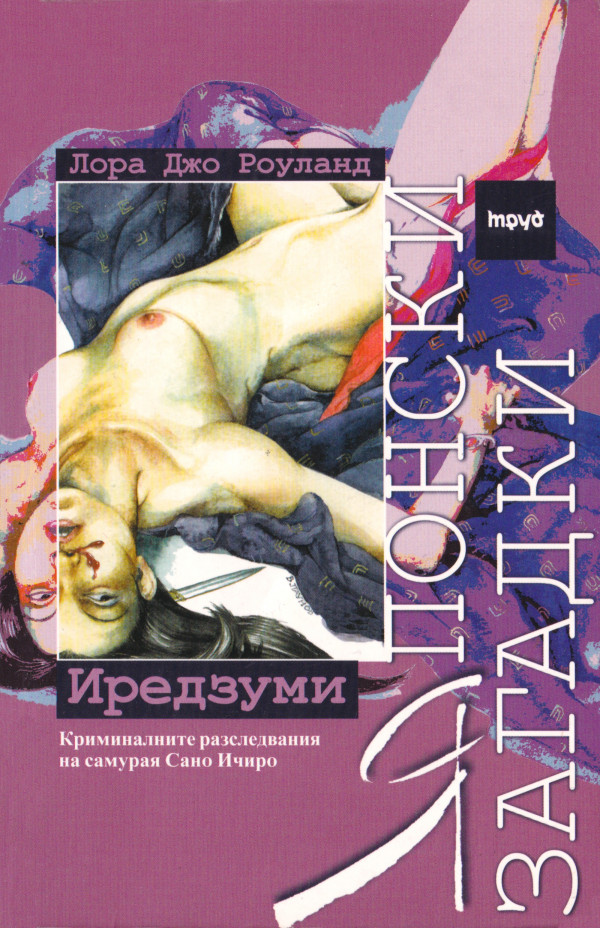 Лора Джо Роуланд
труд
ЯПОНСКИ
ЗАГАДКИ
Иредзуми
Криминалните разследвания
на самурая Сано Ичиро